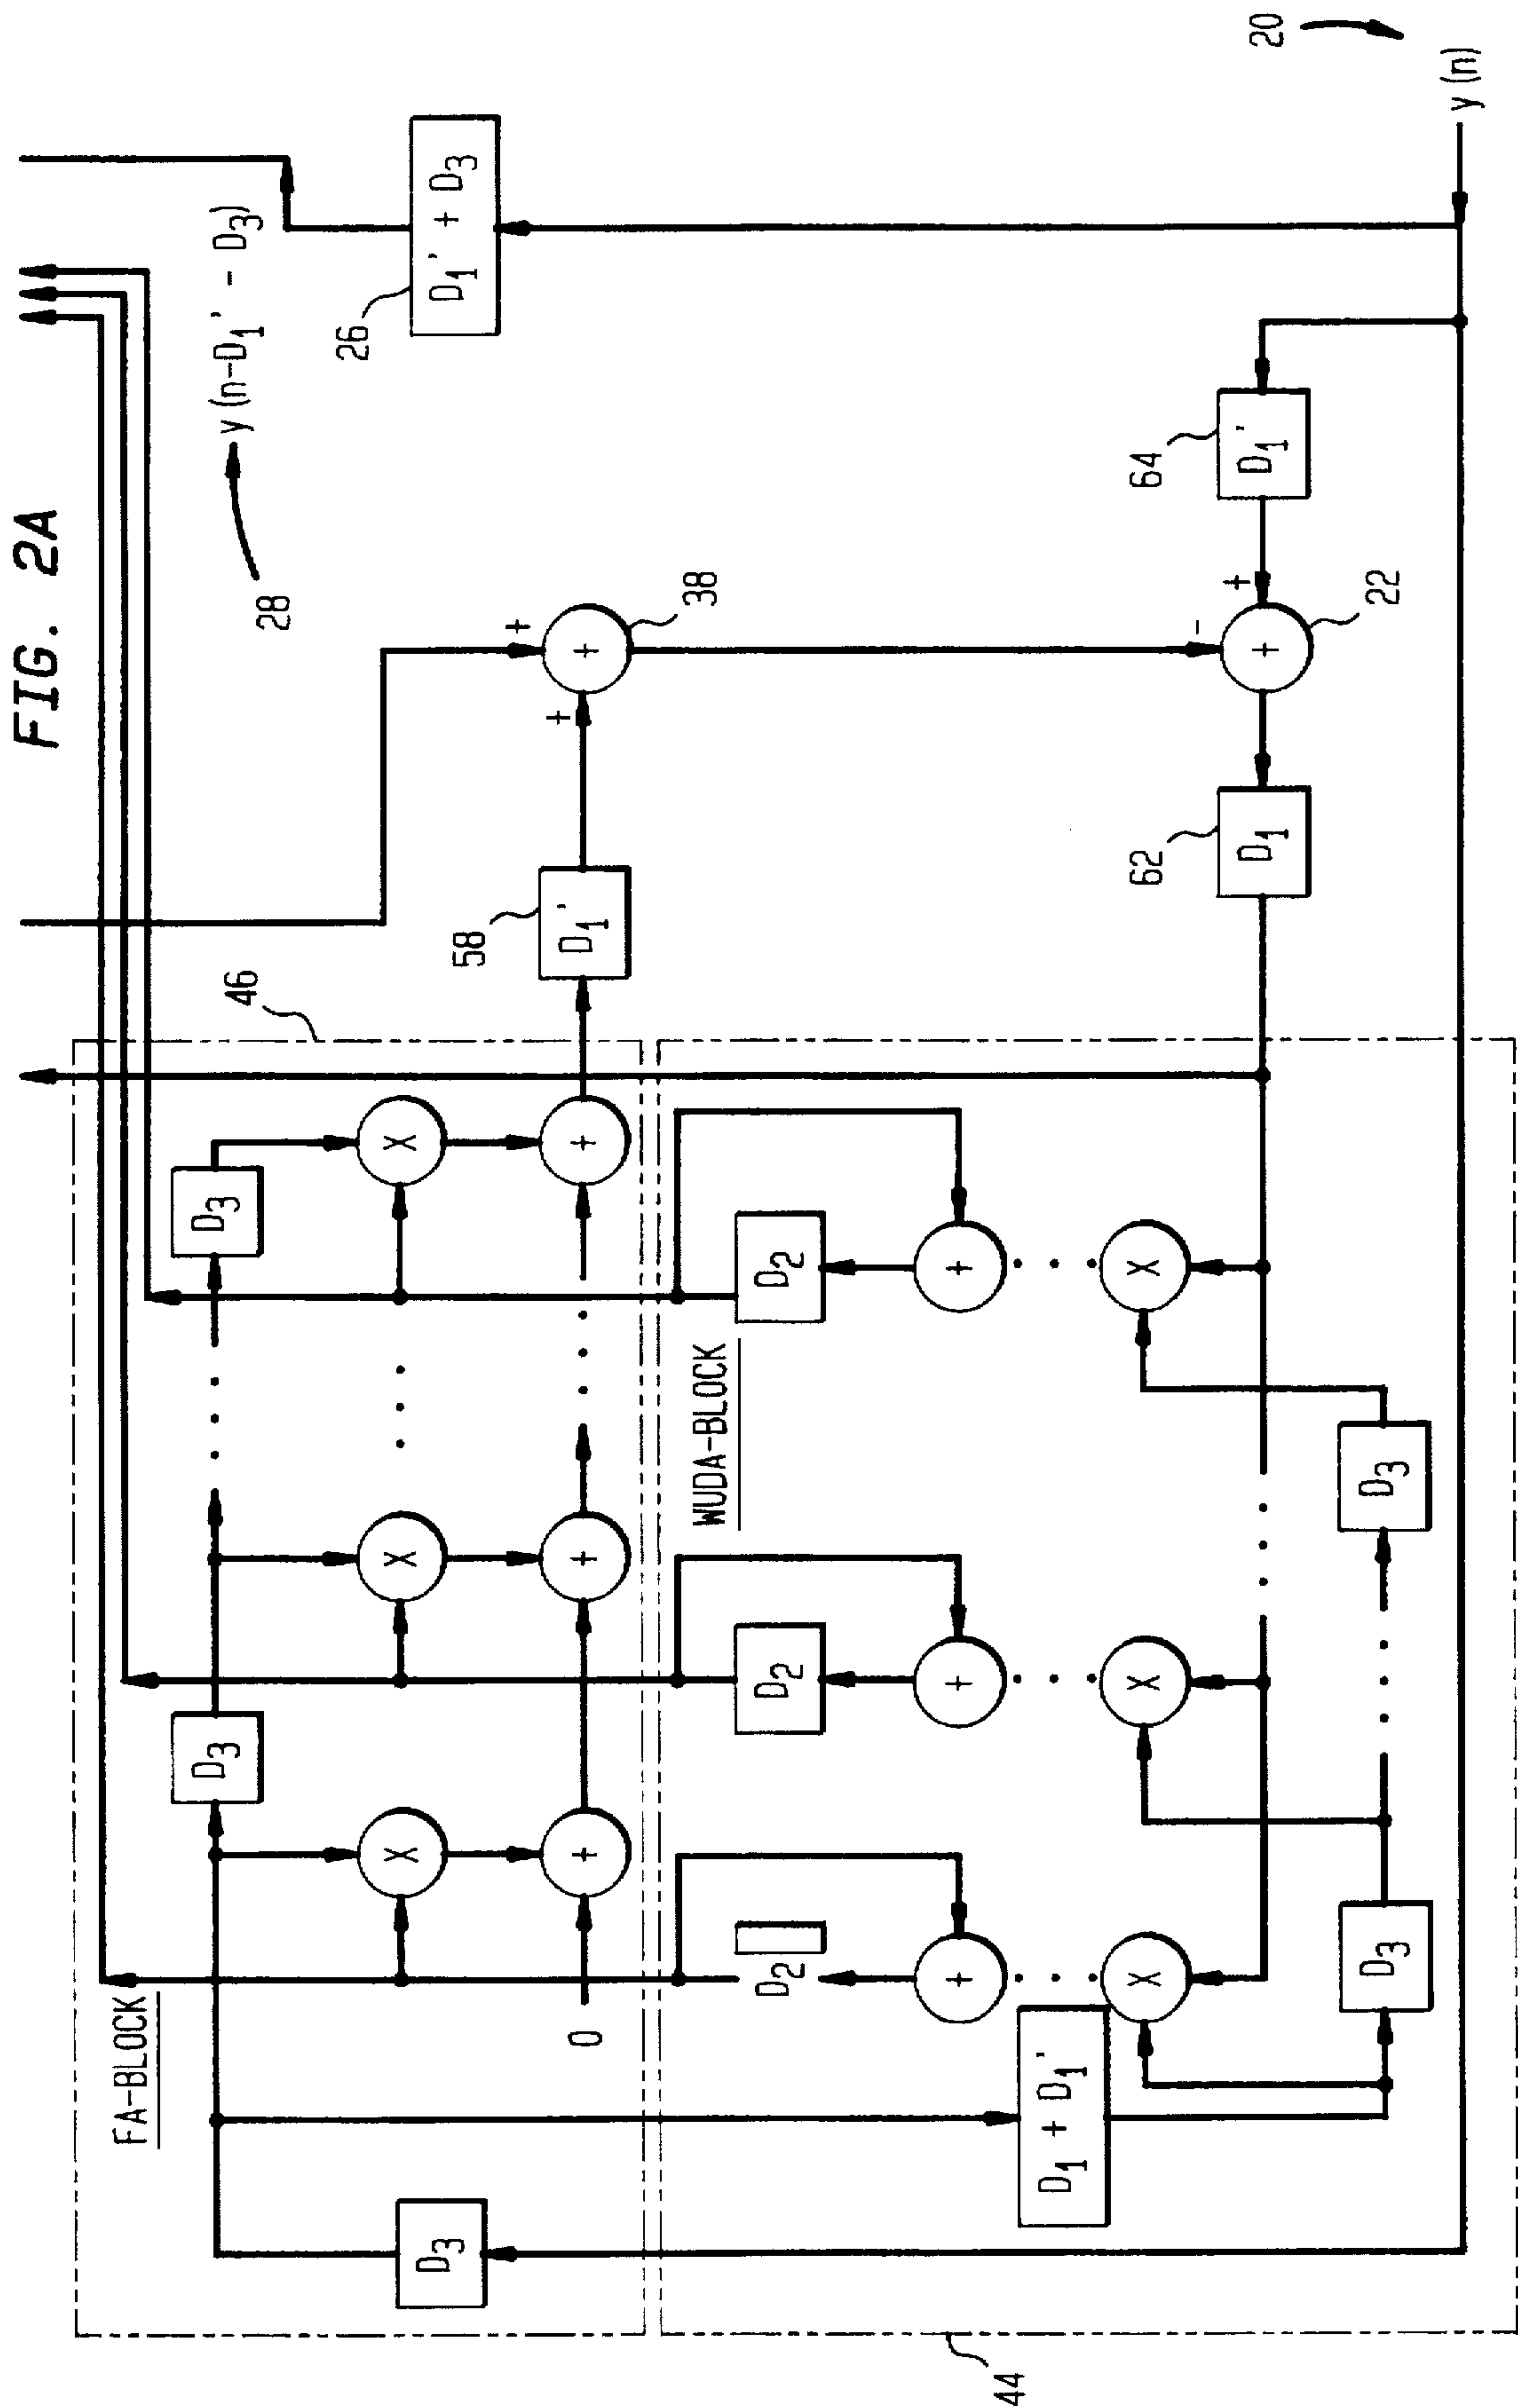 FIG. 2A
20
y (n)
28
y (n-D₁' - D₃)
26
D₁' + D₃
64
D₁'
38
+
+
+
22
+
-
+
62
D₁
58
D₁'
46
FA-BLOCK
D₃
D₃
D₃
X
X
X
+
+
+
0
WUDA-BLOCK
D₂
D₂
D₂
+
+
+
X
X
X
D₁ + D₁'
D₃
D₃
44